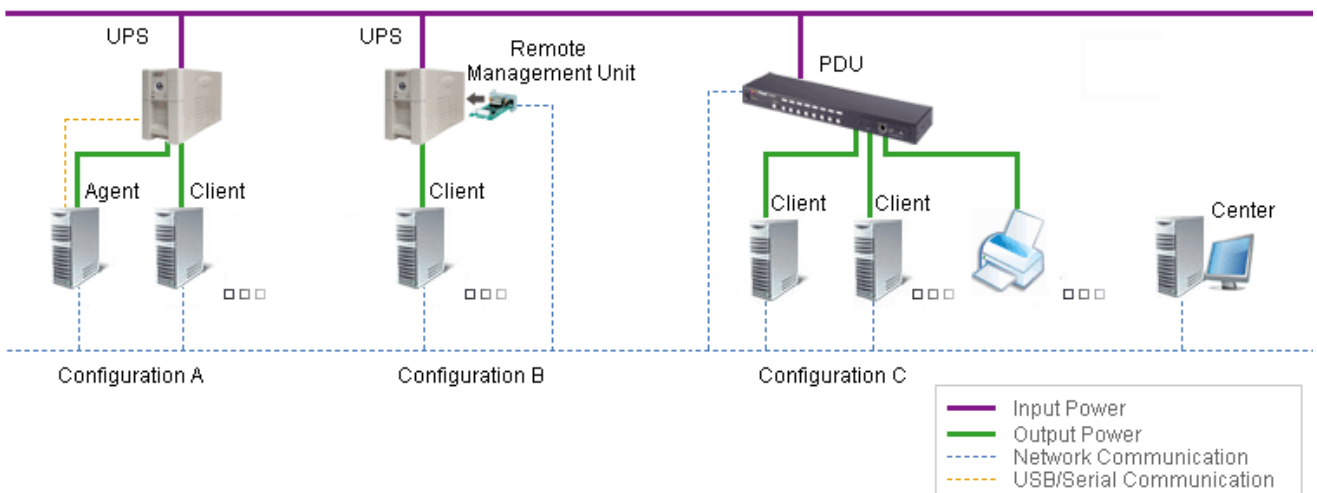 UPS
UPS
Remote
Management Unit
PDU
Agent
Client
Client
Client
Client
Center
Configuration A
Configuration B
Configuration C
Input Power
Output Power
Network Communication
USB/Serial Communication